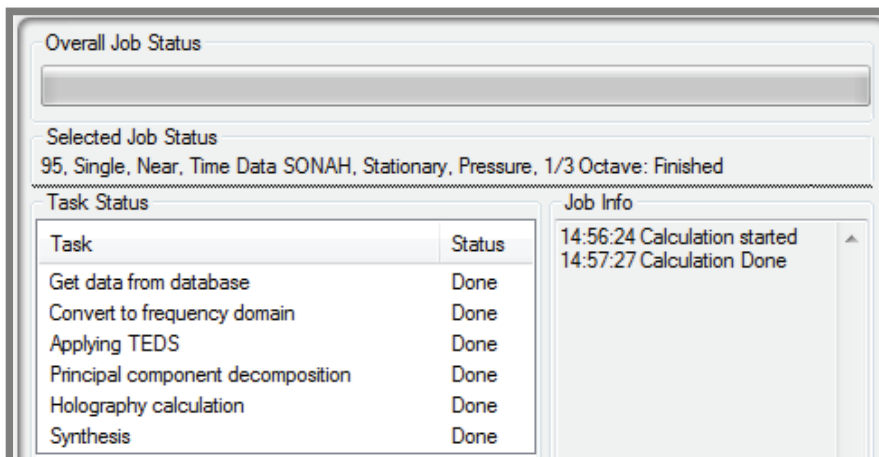 Overall Job Status
Selected Job Status
95, Single, Near, Time Data SONAH, Stationary, Pressure, 1/3 Octave: Finished
Task Status
Task Status
Get data from database Done
Convert to frequency domain Done
Applying TEDS Done
Principal component decomposition Done
Holography calculation Done
Synthesis Done
Job Info
14:56:24 Calculation started
14:57:27 Calculation Done